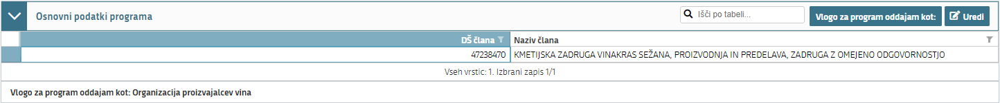 Osnovni podatki programa
Išči po tabeli...
Vlogo za program oddajam kot:
Uredi
DŠ člana
Naziv člana
47238470
KMETIJSKA ZADRUGA VINAKRAS SEŽANA, PROIZVODNJA IN PREDELAVA, ZADRUGA Z OMEJENO ODGOVORNOSTJO
Vseh vrstic: 1. Izbrani zapis 1/1
Vlogo za program oddajam kot: Organizacija proizvajalcev vina